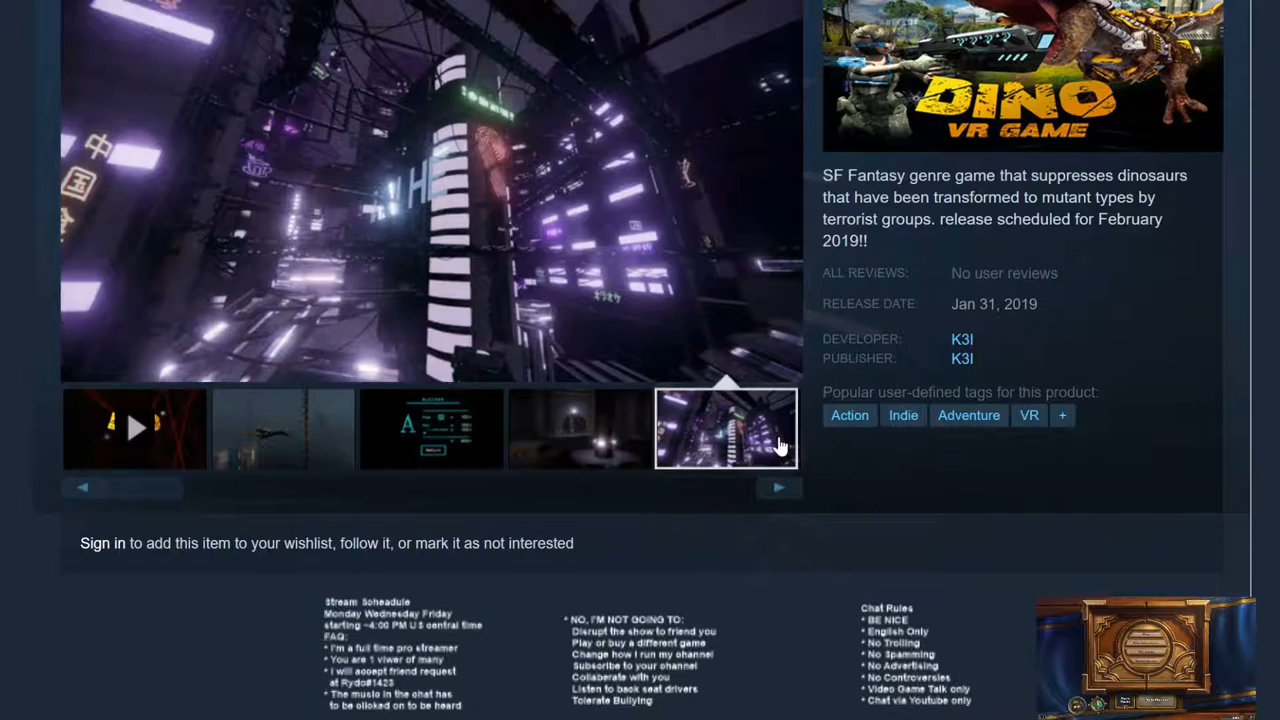 中
国
食
DINO
VR GAME
SF Fantasy genre game that suppresses dinosaurs
that have been transformed to mutant types by
terrorist groups. release scheduled for February
2019!!
ALL REVIEWS: No user reviews
RELEASE DATE: Jan 31, 2019
DEVELOPER: K3I
PUBLISHER: K3I
Popular user-defined tags for this product:
Action Indie Adventure VR +
Sign in to add this item to your wishlist, follow it, or mark it as not interested
Stream Soheadule
Monday Wednesday Friday
starting ~4:00 PM US central time
FAQ:
* I'm a full time pro streamer
* You are 1 viwer of many
* I will accept friend request
at Rydo#1423
* The music in the chat has
to be clicked on to be heard
* NO, I'M NOT GOING TO:
Disrupt the show to friend you
Play or buy a different game
Change how I run my channel
Subscribe to your channel
Collaberate with you
Listen to back seat drivers
Tolerate Bullying
Chat Rules
* BE NICE
* English Only
* No Trolling
* No Spamming
* No Advertising
* No Controversies
* Video Game Talk only
* Chat via Youtube only